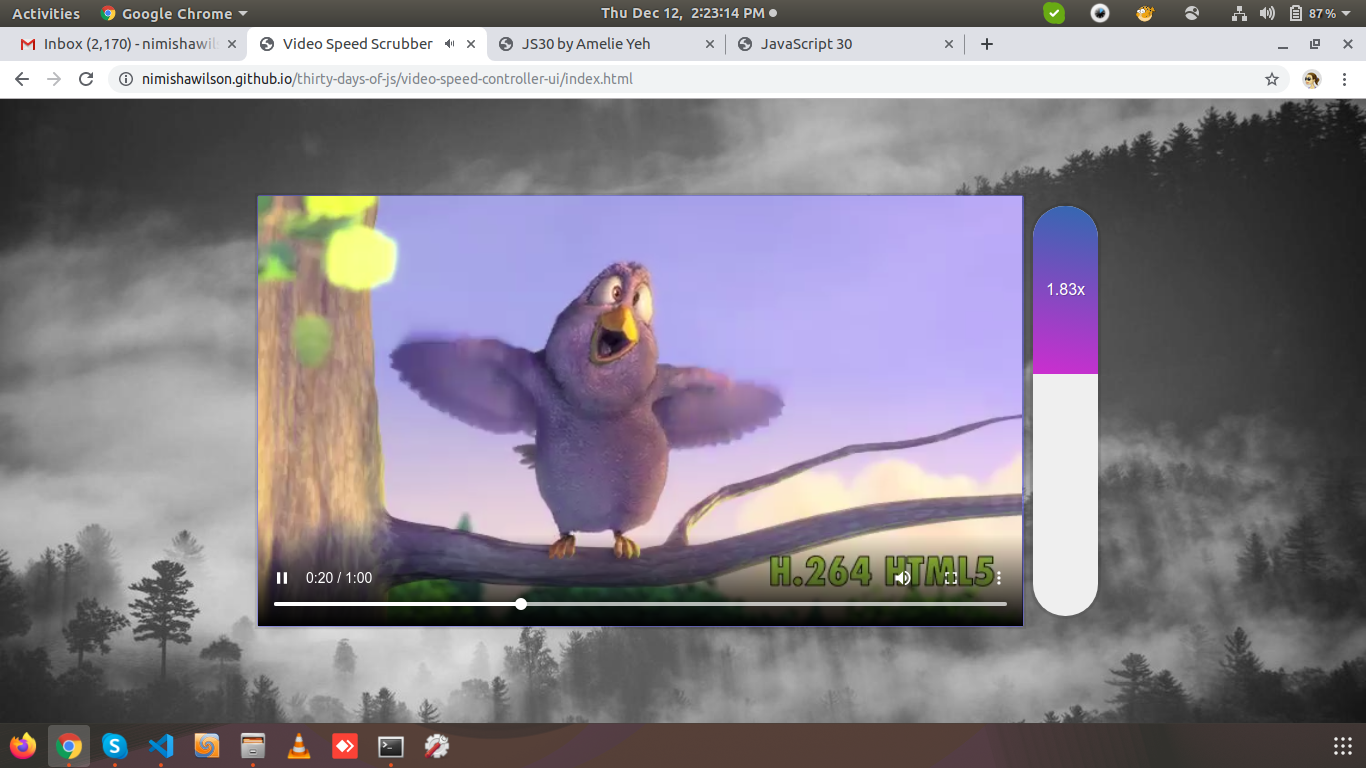 Activities Google Chrome Thu Dec 12, 2:23:14 PM 87%
Inbox (2,170) - nimishawils Video Speed Scrubber JS30 by Amelie Yeh JavaScript 30
nimishawilson.github.io/thirty-days-of-js/video-speed-controller-ui/index.html
1.83x
H.264 HTML5
0:20 / 1:00